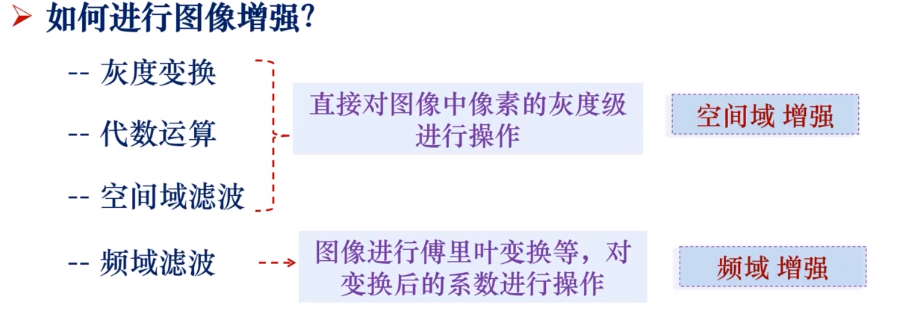 如何进行图像增强?
-- 灰度变换
-- 代数运算
-- 空间域滤波
直接对图像中像素的灰度级
进行操作
空间域 增强
-- 频域滤波
图像进行傅里叶变换等，对
变换后的系数进行操作
频域 增强